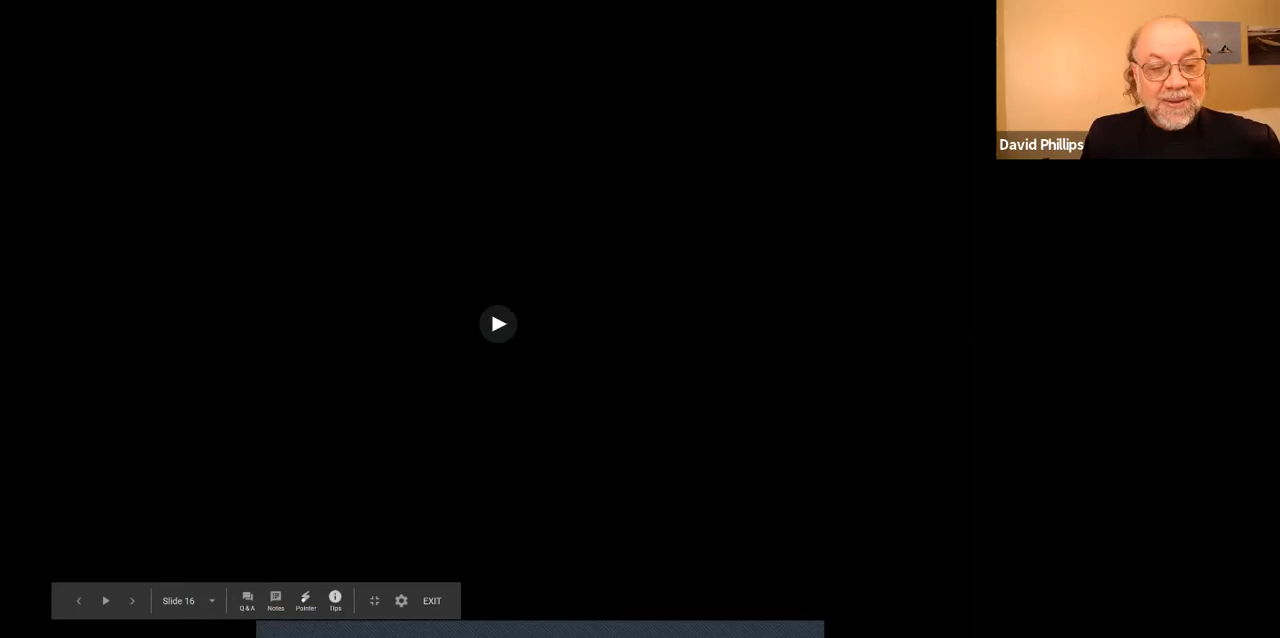 David Phillips
Slide 16
Q & A
Notes
Pointer
Tips
EXIT